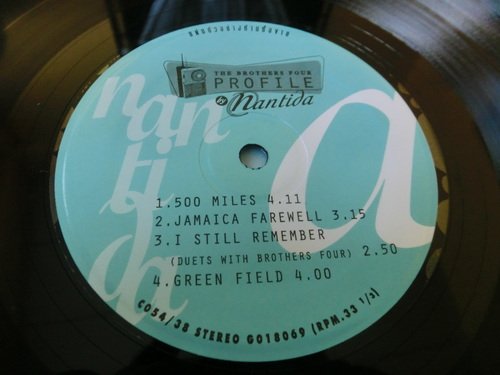 THE BROTHERS FOUR
PROFILE
by Nantida
nan
ti
da
a
1.500 MILES 4.11
2.JAMAICA FAREWELL 3.15
3.I STILL REMEMBER
(DUETS WITH BROTHERS FOUR) 2.50
4.GREEN FIELD 4.00
CO54/38 STEREO GO18069 (RPM.33 1/3)